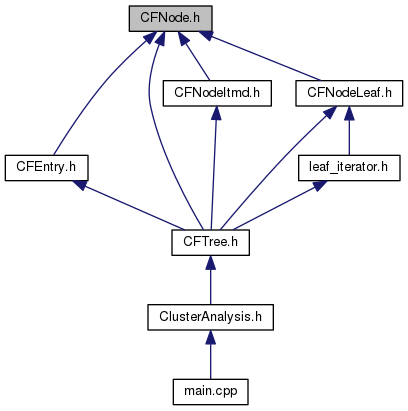 CFNode.h
CFNodeItmd.h
CFNodeLeaf.h
CFEntry.h
leaf_iterator.h
CFTree.h
ClusterAnalysis.h
main.cpp